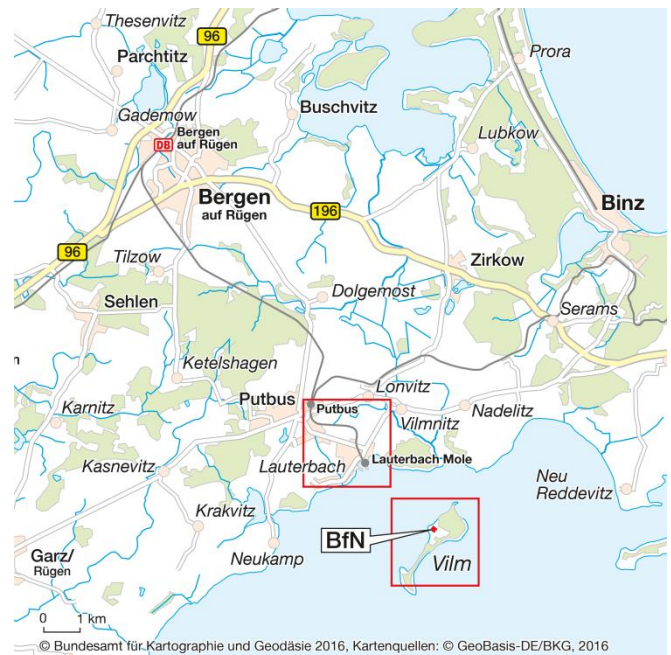 Thesenvitz
96
Parchtitz
Prora
Buschvitz
Gademow
DB
Bergen
auf Rügen
Lubkow
Bergen
auf Rügen
196
Binz
96
Tilzow
Zirkow
Sehlen
Dolgemost
Serams
n
Ketelshagen
Putbus
Lonvitz
Putbus
Karnitz
Vilmnitz
Nadelitz
Kasnevitz
Lauterbach
Lauterbach Mole
Neu
Reddevitz
Krakvitz
BfN
Neukamp
Vilm
Garz/
Rügen
0 1 km
© Bundesamt für Kartographie und Geodäsie 2016, Kartenquellen: © GeoBasis-DE/BKG, 2016